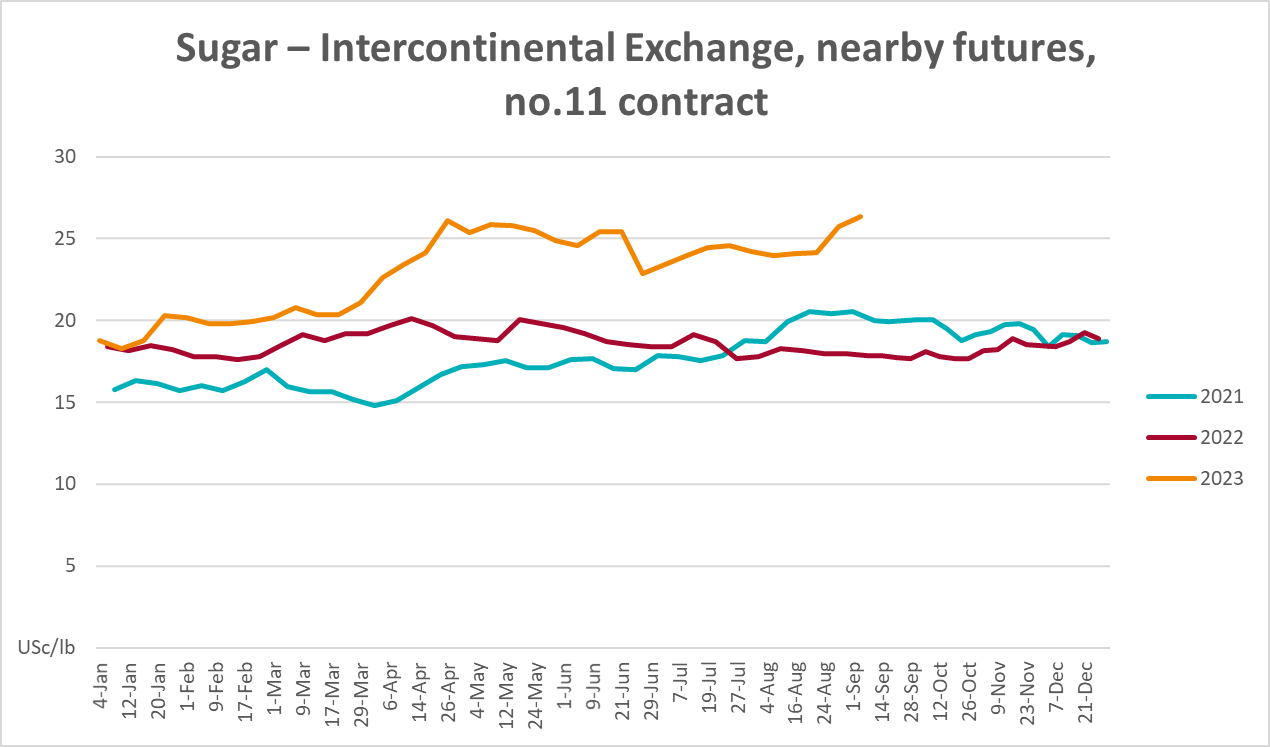 Sugar – Intercontinental Exchange, nearby futures,
no.11 contract
30
25
20
15
10
5
USc/lb
4-Jan
12-Jan
20-Jan
1-Feb
9-Feb
17-Feb
1-Mar
9-Mar
17-Mar
29-Mar
6-Apr
14-Apr
26-Apr
4-May
12-May
24-May
1-Jun
9-Jun
21-Jun
29-Jun
7-Jul
19-Jul
27-Jul
4-Aug
16-Aug
24-Aug
1-Sep
14-Sep
28-Sep
12-Oct
26-Oct
9-Nov
23-Nov
7-Dec
21-Dec
2021
2022
2023